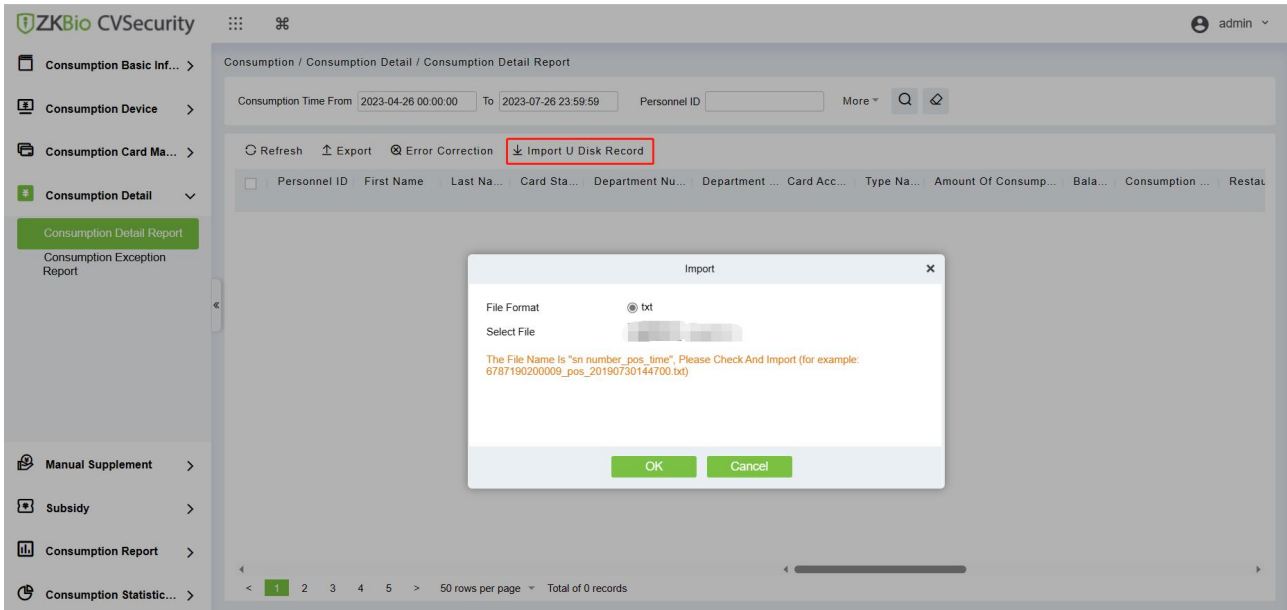 ZKBio CVSecurity
admin
Consumption Basic Inf...
Consumption Device
Consumption Card Ma...
Consumption Detail
Consumption Detail Report
Consumption Exception
Report
Manual Supplement
Subsidy
Consumption Report
Consumption Statistic...
Consumption / Consumption Detail / Consumption Detail Report
Consumption Time From 2023-04-26 00:00:00 To 2023-07-26 23:59:59 Personnel ID More
Refresh Export Error Correction Import U Disk Record
Personnel ID First Name Last Na... Card Sta... Department Nu... Department ... Card Acc... Type Na... Amount Of Consump... Bala... Consumption ... Restau
Import
File Format txt
Select File
The File Name Is "sn number_pos_time", Please Check And Import (for example:
6787190200009_pos_20190730144700.txt)
OK Cancel
< 1 2 3 4 5 > 50 rows per page Total of 0 records